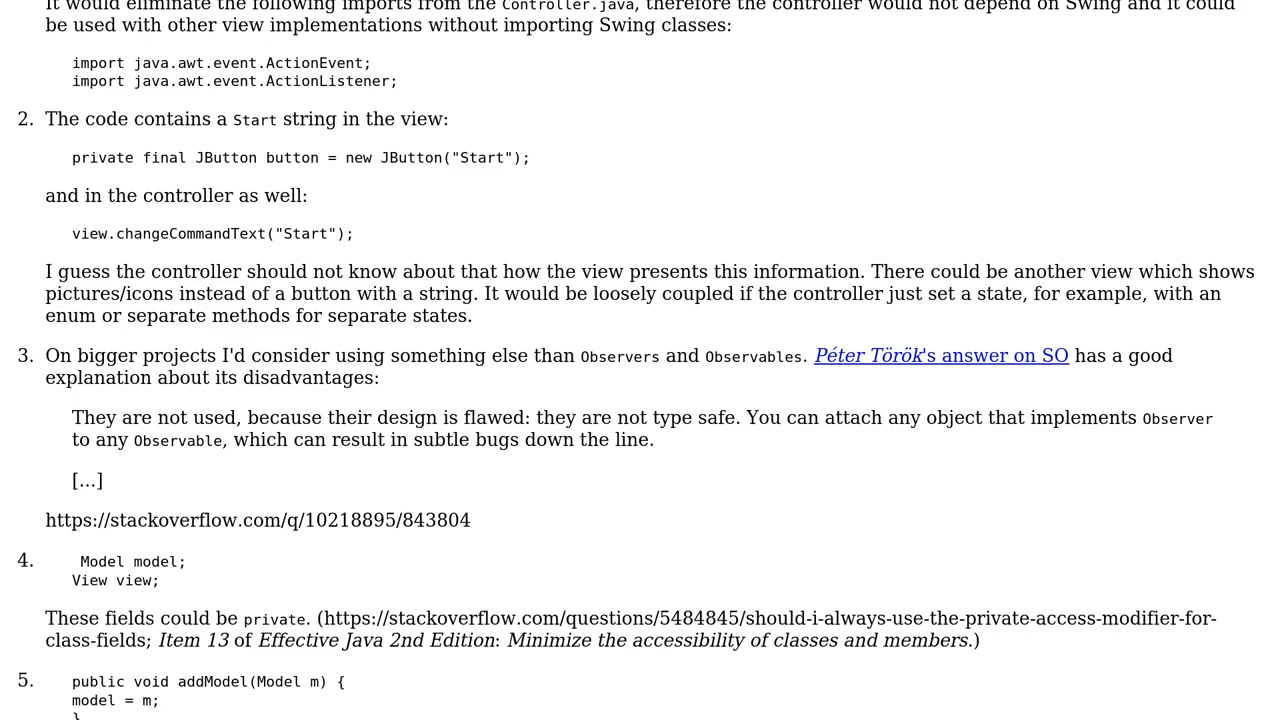 It would eliminate the following imports from the Controller.java, therefore the controller would not depend on Swing and it could
be used with other view implementations without importing Swing classes:
import java.awt.event.ActionEvent;
import java.awt.event.ActionListener;
2. The code contains a Start string in the view:
private final JButton button = new JButton("Start");
and in the controller as well:
view.changeCommandText("Start");
I guess the controller should not know about that how the view presents this information. There could be another view which shows
pictures/icons instead of a button with a string. It would be loosely coupled if the controller just set a state, for example, with an
enum or separate methods for separate states.
3. On bigger projects I'd consider using something else than Observers and Observables. Péter Török's answer on SO has a good
explanation about its disadvantages:
They are not used, because their design is flawed: they are not type safe. You can attach any object that implements Observer
to any Observable, which can result in subtle bugs down the line.
[...]
https://stackoverflow.com/q/10218895/843804
4. Model model;
View view;
These fields could be private. (https://stackoverflow.com/questions/5484845/should-i-always-use-the-private-access-modifier-for-
class-fields; Item 13 of Effective Java 2nd Edition: Minimize the accessibility of classes and members.)
5. public void addModel(Model m) {
model = m;
}